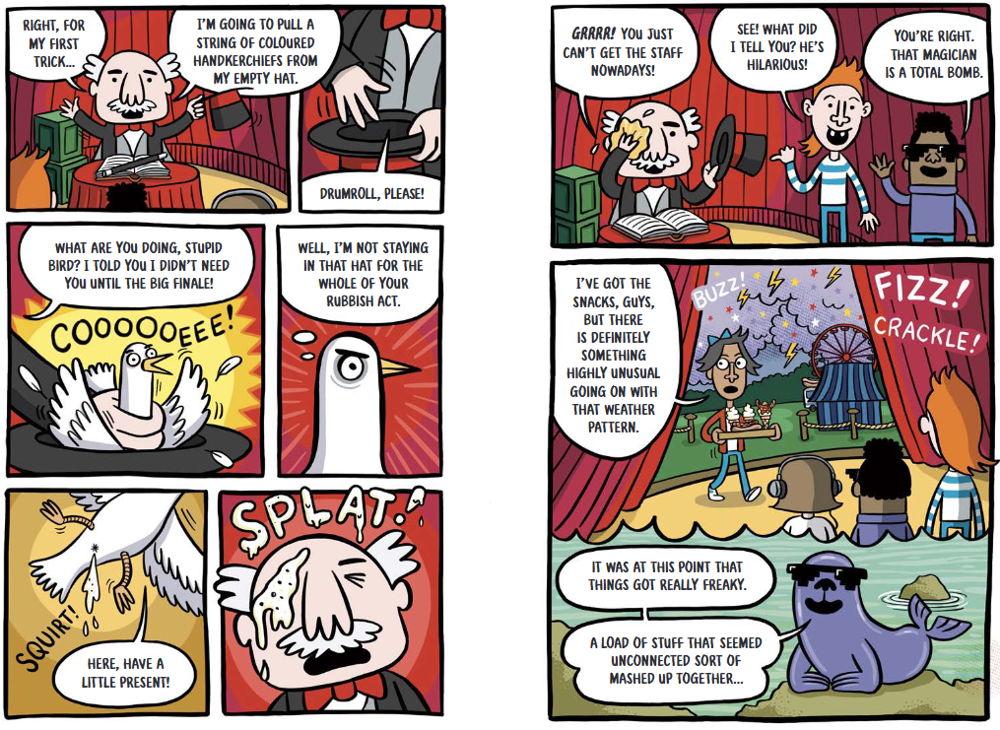 RIGHT, FOR
MY FIRST
TRICK...
I'M GOING TO PULL A
STRING OF COLOURED
HANDKERCHIEFS FROM
MY EMPTY HAT.
DRUMROLL, PLEASE!
WHAT ARE YOU DOING, STUPID
BIRD? I TOLD YOU I DIDN'T NEED
YOU UNTIL THE BIG FINALE!
COOOOOEEE!
WELL, I'M NOT STAYING
IN THAT HAT FOR THE
WHOLE OF YOUR
RUBBISH ACT.
SQUIRT!
HERE, HAVE A
LITTLE PRESENT!
SPLAT!
GRRRR! YOU JUST
CAN'T GET THE STAFF
NOWADAYS!
SEE! WHAT DID
I TELL YOU? HE'S
HILARIOUS!
YOU'RE RIGHT.
THAT MAGICIAN
IS A TOTAL BOMB.
I'VE GOT THE
SNACKS, GUYS,
BUT THERE
IS DEFINITELY
SOMETHING
HIGHLY UNUSUAL
GOING ON WITH
THAT WEATHER
PATTERN.
BUZZ!
FIZZ!
CRACKLE!
IT WAS AT THIS POINT THAT
THINGS GOT REALLY FREAKY.
A LOAD OF STUFF THAT SEEMED
UNCONNECTED SORT OF
MASHED UP TOGETHER...